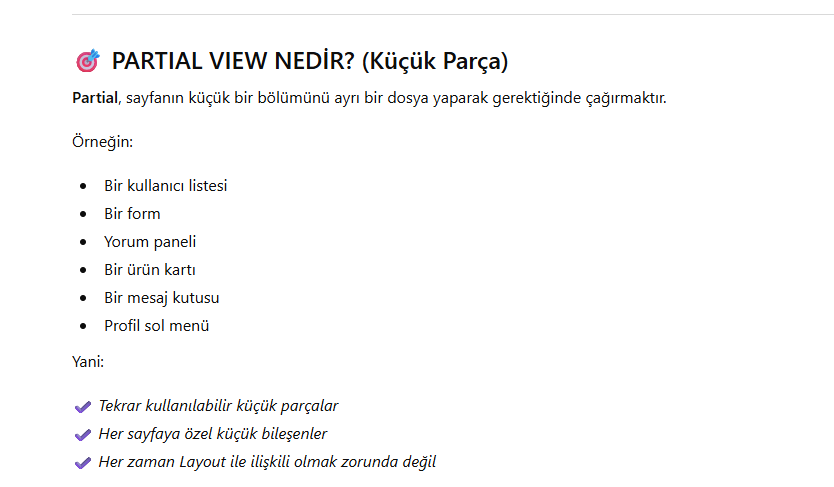 🎯 PARTIAL VIEW NEDİR? (Küçük Parça)
Partial, sayfanın küçük bir bölümünü ayrı bir dosya yaparak gerektiğinde çağırmaktır.
Örneğin:
• Bir kullanıcı listesi
• Bir form
• Yorum paneli
• Bir ürün kartı
• Bir mesaj kutusu
• Profil sol menü
Yani:
✔ Tekrar kullanılabilir küçük parçalar
✔ Her sayfaya özel küçük bileşenler
✔ Her zaman Layout ile ilişkili olmak zorunda değil